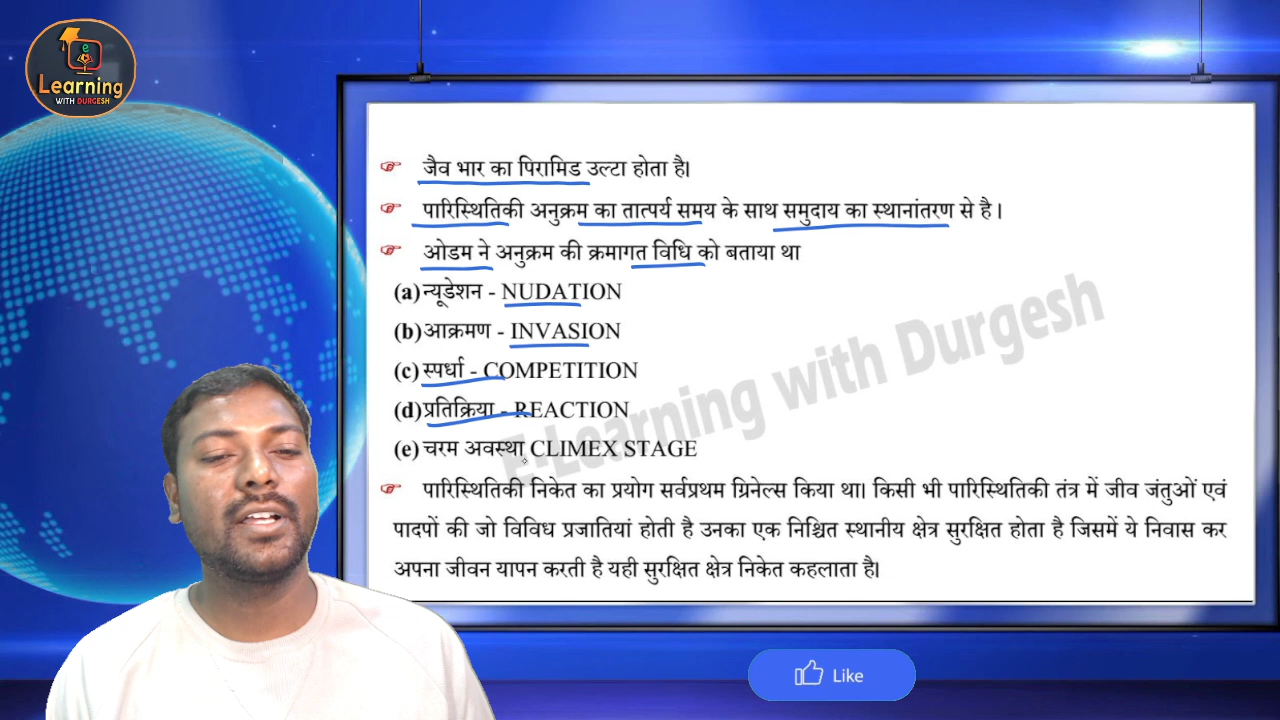 e
Learning
WITH DURGESH
जैव भार का पिरामिड उल्टा होता है।
पारिस्थितिकी अनुक्रम का तात्पर्य समय के साथ समुदाय का स्थानांतरण से है ।
ओडम ने अनुक्रम की क्रमागत विधि को बताया था
(a) न्यूडेशन - NUDATION
(b) आक्रमण - INVASION
(c) स्पर्धा - COMPETITION
(d) प्रतिक्रिया - REACTION
(e) चरम अवस्था CLIMEX STAGE
पारिस्थितिकी निकेत का प्रयोग सर्वप्रथम ग्रिनेल्स किया था। किसी भी पारिस्थितिकी तंत्र में जीव जंतुओं एवं
पादपों की जो विविध प्रजातियां होती है उनका एक निश्चित स्थानीय क्षेत्र सुरक्षित होता है जिसमें ये निवास कर
अपना जीवन यापन करती है यही सुरक्षित क्षेत्र निकेत कहलाता है।
E-Learning with Durgesh
Like